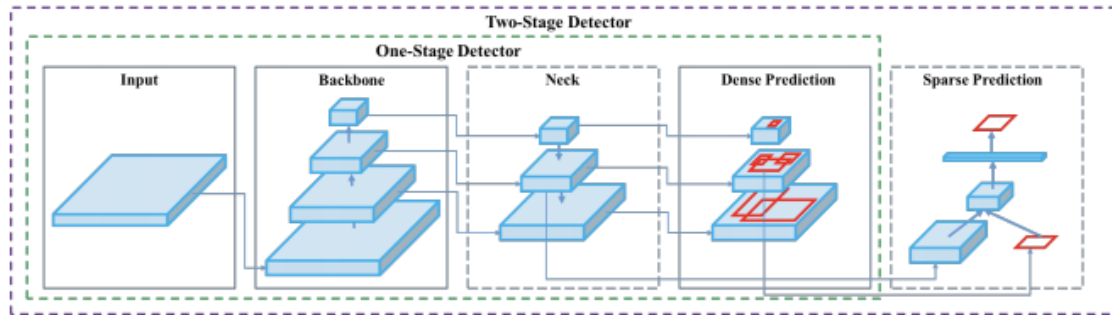 Two-Stage Detector
One-Stage Detector
Input
Backbone
Neck
Dense Prediction
Sparse Prediction